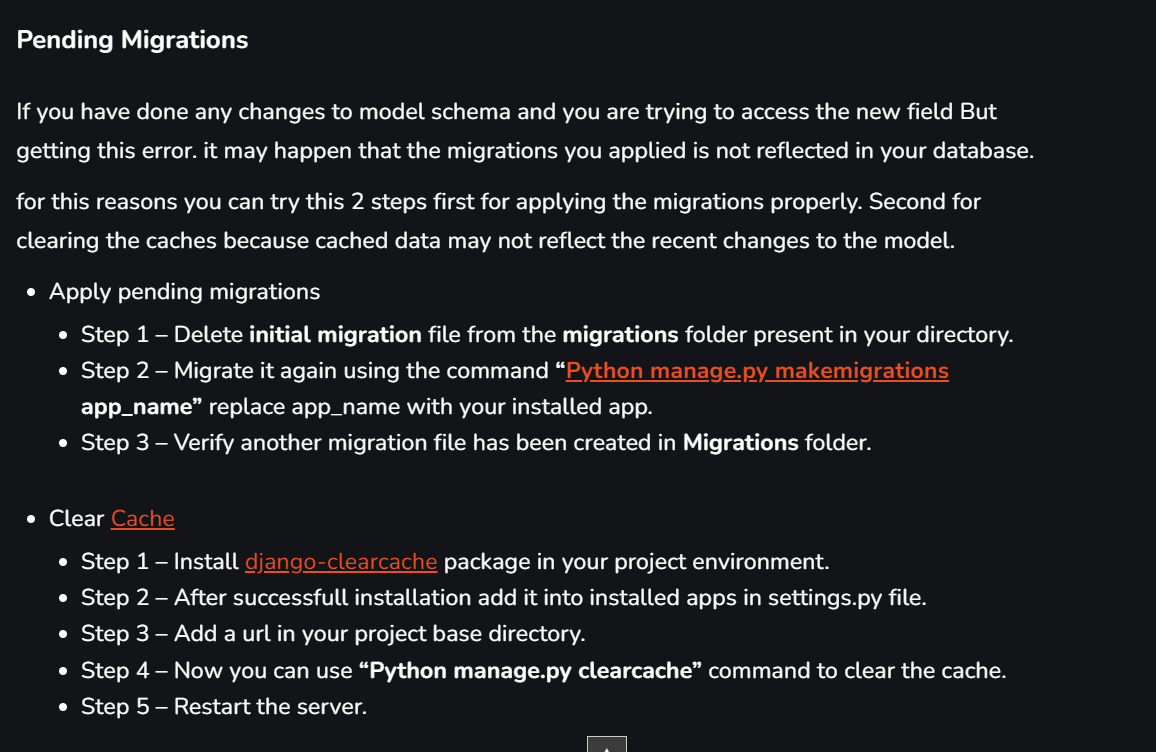 Pending Migrations
If you have done any changes to model schema and you are trying to access the new field But
getting this error. it may happen that the migrations you applied is not reflected in your database.
for this reasons you can try this 2 steps first for applying the migrations properly. Second for
clearing the caches because cached data may not reflect the recent changes to the model.
• Apply pending migrations
• Step 1 – Delete initial migration file from the migrations folder present in your directory.
• Step 2 – Migrate it again using the command “Python manage.py makemigrations
app_name” replace app_name with your installed app.
• Step 3 – Verify another migration file has been created in Migrations folder.
• Clear Cache
• Step 1 – Install django-clearcache package in your project environment.
• Step 2 – After successfull installation add it into installed apps in settings.py file.
• Step 3 – Add a url in your project base directory.
• Step 4 – Now you can use “Python manage.py clearcache” command to clear the cache.
• Step 5 – Restart the server.